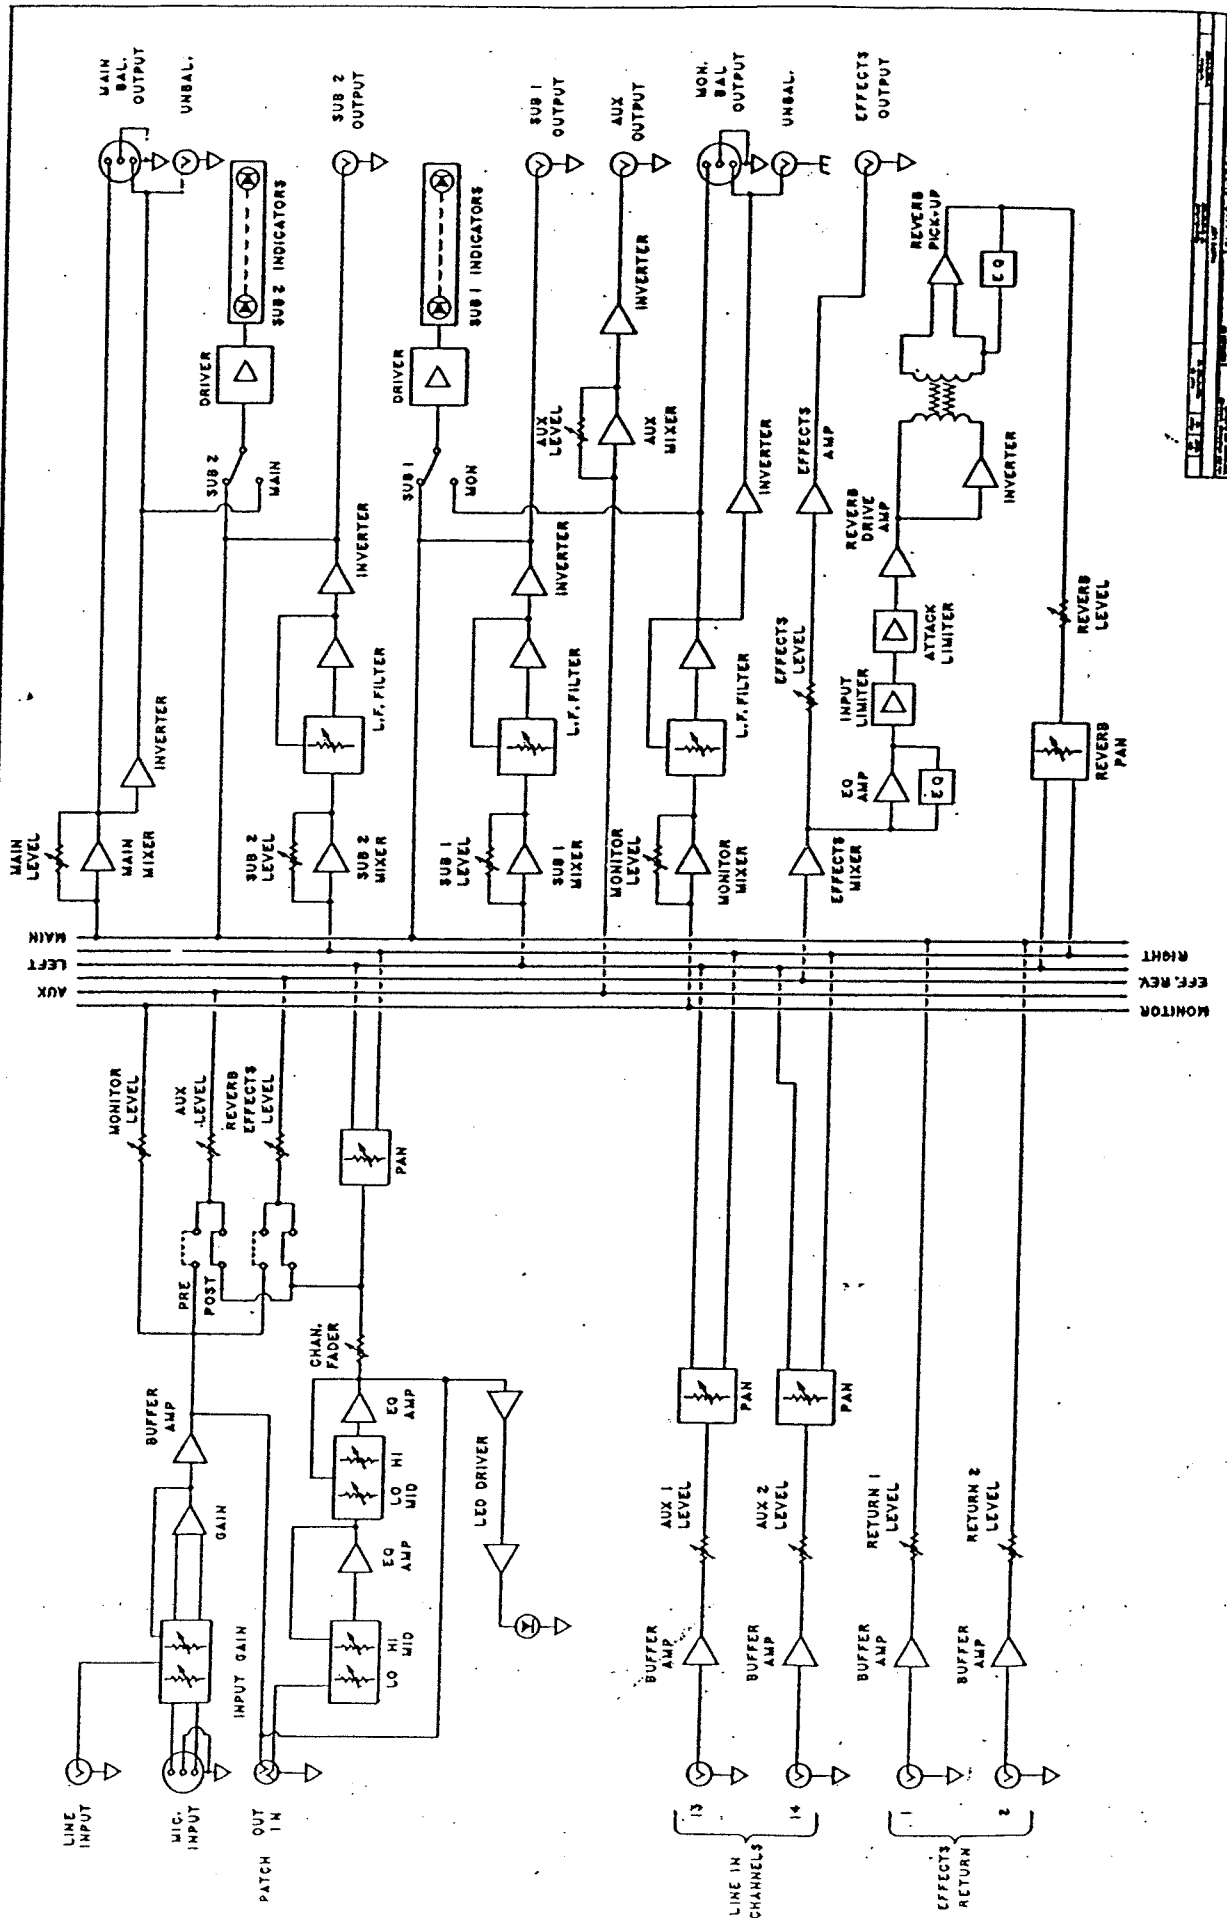 MAIN
BAL.
OUTPUT
UNBAL.
SUB 2 INDICATORS
DRIVER
SUB 2
MAIN
SUB 2
OUTPUT
SUB 1 INDICATORS
DRIVER
SUB 1
MON
SUB 1
OUTPUT
AUX
OUTPUT
MON.
BAL
OUTPUT
UNBAL.
EFFECTS
OUTPUT
INVERTER
MAIN
LEVEL
MAIN
MIXER
INVERTER
L.F. FILTER
SUB 2
LEVEL
SUB 2
MIXER
INVERTER
L.F. FILTER
SUB 1
LEVEL
SUB 1
MIXER
INVERTER
AUX
LEVEL
AUX
MIXER
INVERTER
L.F. FILTER
MONITOR
LEVEL
MONITOR
MIXER
EFFECTS
AMP
EFFECTS
LEVEL
EFFECTS
MIXER
EQ
AMP
EQ
INPUT
LIMITER
ATTACK
LIMITER
REVERB
DRIVE
AMP
INVERTER
REVERB
PICK-UP
EQ
REVERB
LEVEL
REVERB
PAN
MAIN
LEFT
AUX
RIGHT
EFF. REV.
MONITOR
MONITOR
LEVEL
AUX
LEVEL
REVERB
EFFECTS
LEVEL
PRE
POST
PAN
CHAN.
FADER
BUFFER
AMP
GAIN
INPUT GAIN
EQ
AMP
HI
MID
LO
EQ
AMP
MID
HI
LO
LED DRIVER
LINE
INPUT
MIC.
INPUT
PATCH
OUT
IN
PAN
PAN
AUX 1
LEVEL
AUX 2
LEVEL
RETURN 1
LEVEL
RETURN 2
LEVEL
BUFFER
AMP
BUFFER
AMP
BUFFER
AMP
BUFFER
AMP
13
14
1
2
LINE IN
CHANNELS
EFFECTS
RETURN